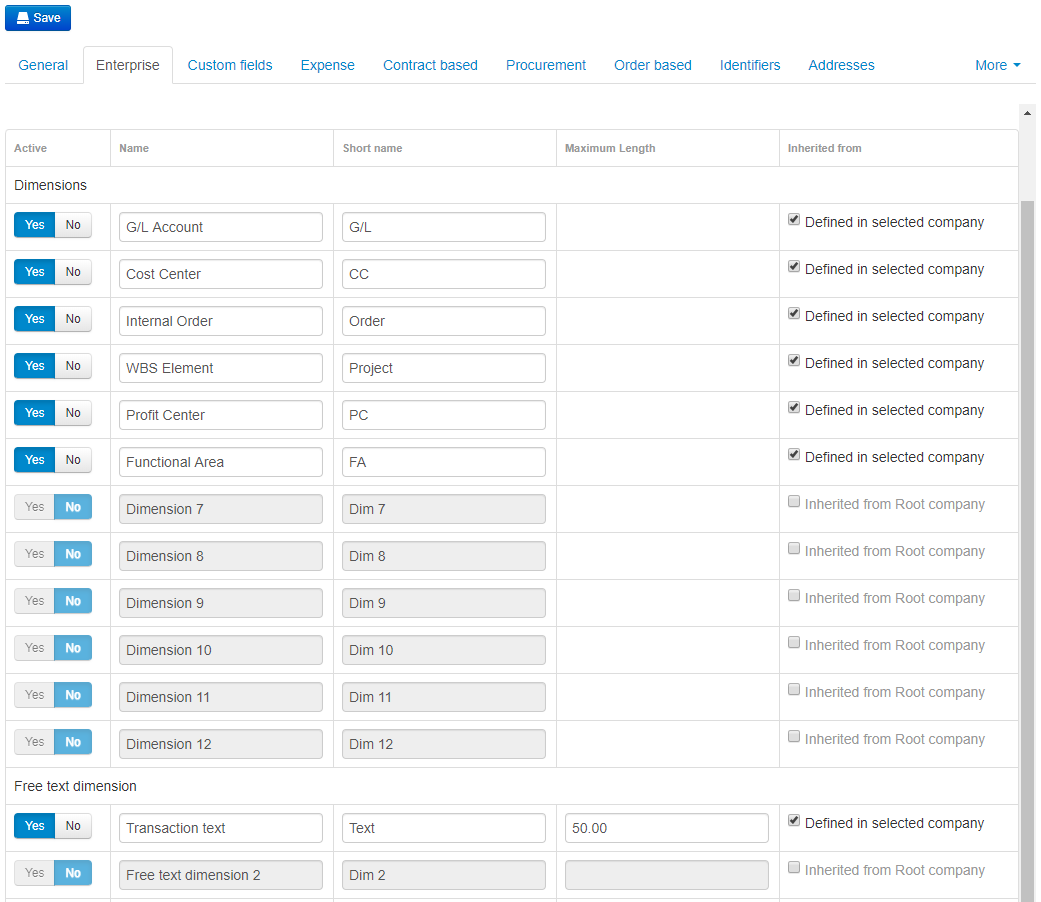 Save
General Enterprise Custom fields Expense Contract based Procurement Order based Identifiers Addresses More
Active Name Short name Maximum Length Inherited from
Dimensions
Yes No G/L Account G/L Defined in selected company
Yes No Cost Center CC Defined in selected company
Yes No Internal Order Order Defined in selected company
Yes No WBS Element Project Defined in selected company
Yes No Profit Center PC Defined in selected company
Yes No Functional Area FA Defined in selected company
Yes No Dimension 7 Dim 7 Inherited from Root company
Yes No Dimension 8 Dim 8 Inherited from Root company
Yes No Dimension 9 Dim 9 Inherited from Root company
Yes No Dimension 10 Dim 10 Inherited from Root company
Yes No Dimension 11 Dim 11 Inherited from Root company
Yes No Dimension 12 Dim 12 Inherited from Root company
Free text dimension
Yes No Transaction text Text 50.00 Defined in selected company
Yes No Free text dimension 2 Dim 2 Inherited from Root company